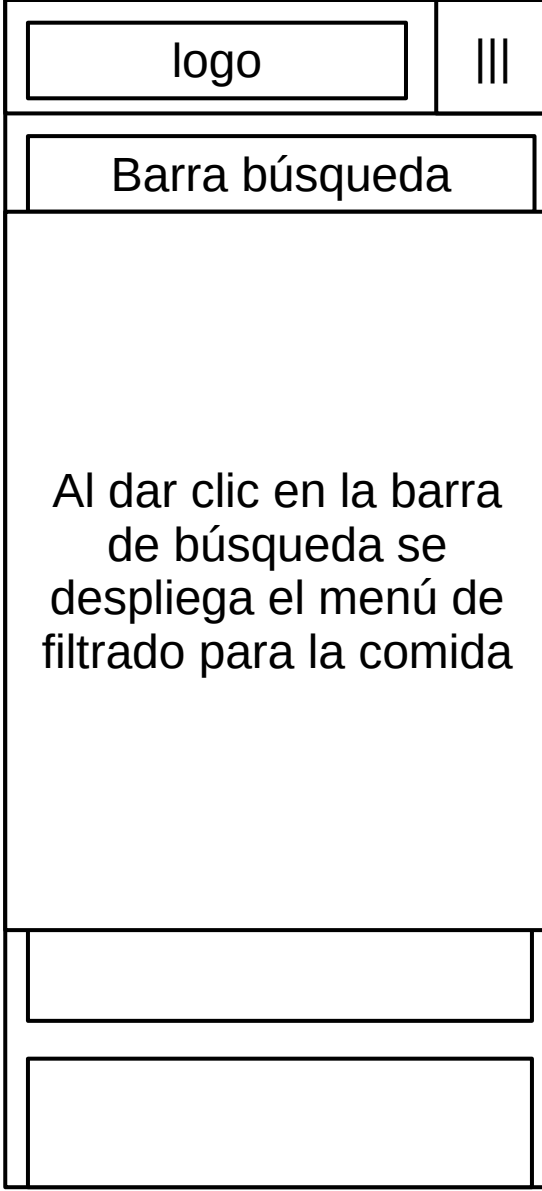 logo
|||
Barra búsqueda
Al dar clic en la barra
de búsqueda se
despliega el menú de
filtrado para la comida